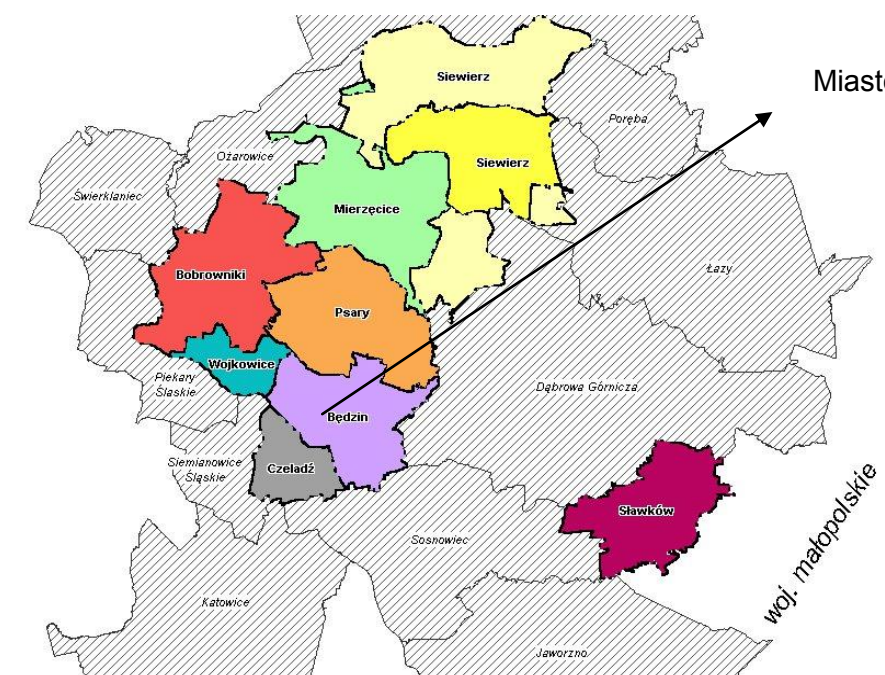 Siewierz
Miasto
Poręba
Ożarowice
Siewierz
Świerklaniec
Mierzęcice
Bobrowniki
Łazy
Psary
Wojkowice
Piekary
Śląskie
Dąbrowa Górnicza
Będzin
Siemianowice
Śląskie
Czeladź
Sławków
Sosnowiec
woj. małopolskie
Katowice
Jaworzno